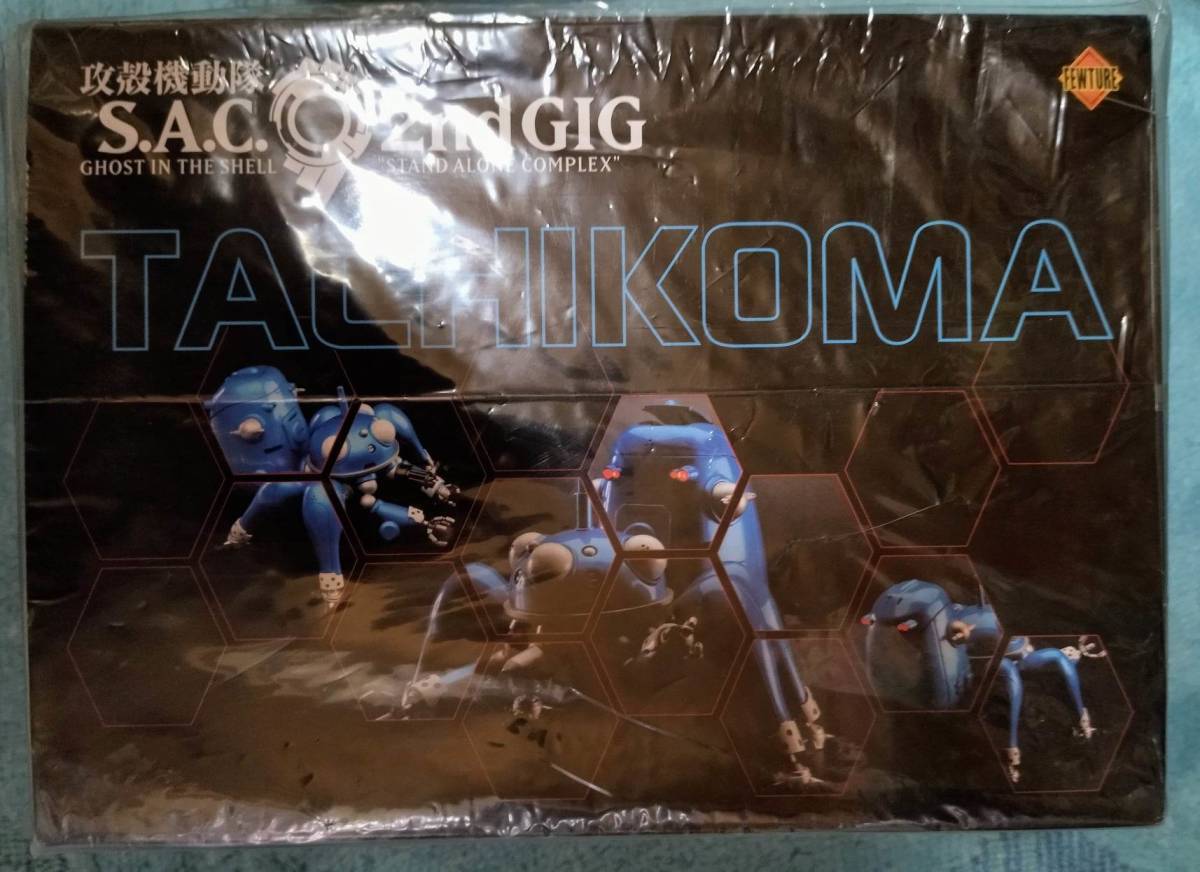 攻殻機動隊
S.A.C. 2nd GIG
GHOST IN THE SHELL "STAND ALONE COMPLEX"
FEWTURE
TACHIKOMA